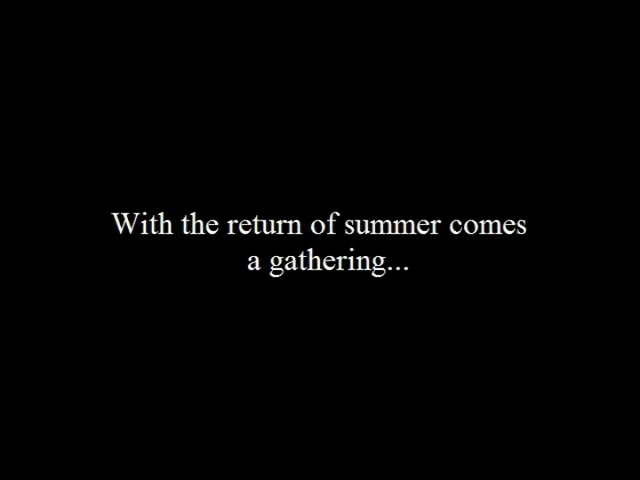 With the return of summer comes
a gathering...